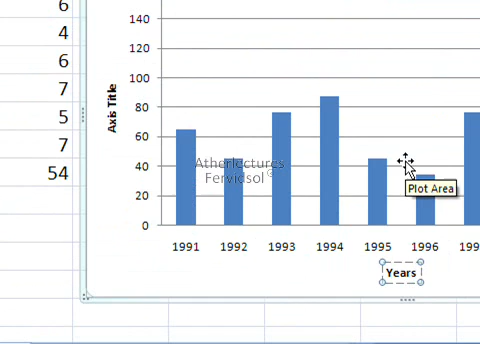 6
4
6
7
5
7
54
140
120
100
80
60
40
20
0
Axis Title
Atherlectures
Fervidsol ©
Plot Area
1991 1992 1993 1994 1995 1996 199
Years